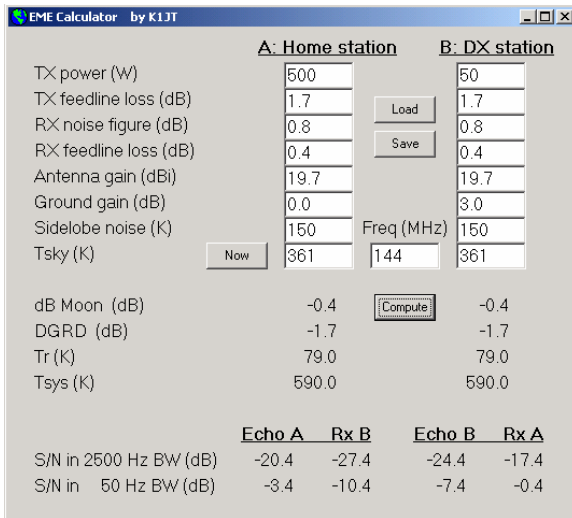 EME Calculator by K1JT
A: Home station B: DX station
TX power (W) 500 50
TX feedline loss (dB) 1.7 1.7
Load
RX noise figure (dB) 0.8 0.8
RX feedline loss (dB) 0.4 Save 0.4
Antenna gain (dBi) 19.7 19.7
Ground gain (dB) 0.0 3.0
Sidelobe noise (K) 150 Freq (MHz) 150
Tsky (K) Now 361 144 361
dB Moon (dB) -0.4 Compute -0.4
DGRD (dB) -1.7 -1.7
Tr (K) 79.0 79.0
Tsys (K) 590.0 590.0
Echo A Rx B Echo B Rx A
S/N in 2500 Hz BW (dB) -20.4 -27.4 -24.4 -17.4
S/N in 50 Hz BW (dB) -3.4 -10.4 -7.4 -0.4